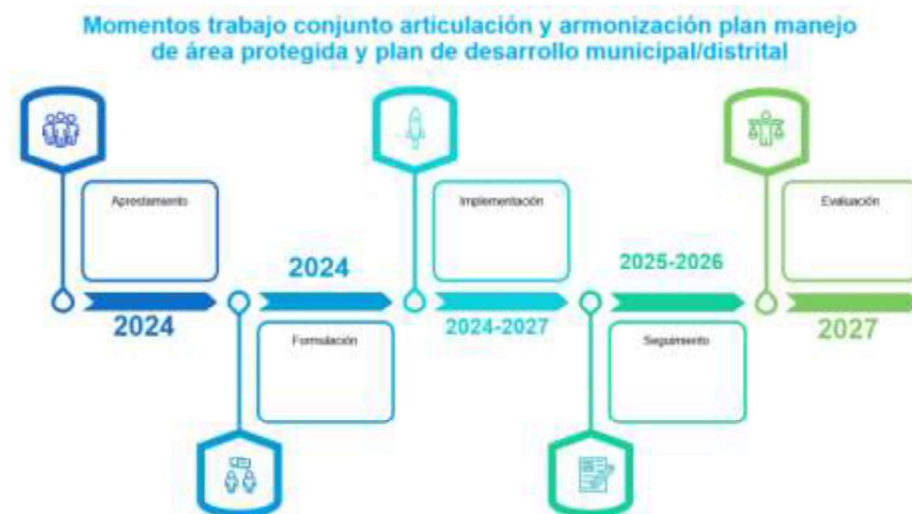 Momentos trabajo conjunto articulación y armonización plan manejo
de área protegida y plan de desarrollo municipal/distrital
Aprestamiento
2024
2024
Formulación
Implementación
2024-2027
2025-2026
Seguimiento
Evaluación
2027